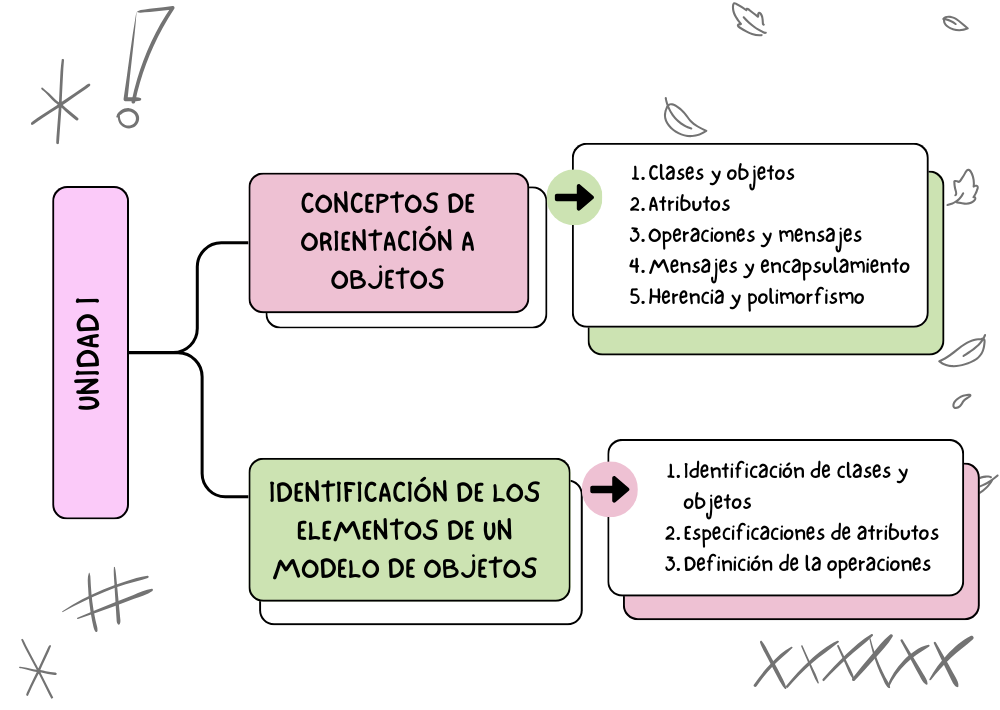 UNIDAD I
CONCEPTOS DE
ORIENTACIÓN A
OBJETOS
1. Clases y objetos
2. Atributos
3. Operaciones y mensajes
4. Mensajes y encapsulamiento
5. Herencia y polimorfismo
IDENTIFICACIÓN DE LOS
ELEMENTOS DE UN
MODELO DE OBJETOS
1. Identificación de clases y
objetos
2. Especificaciones de atributos
3. Definición de la operaciones